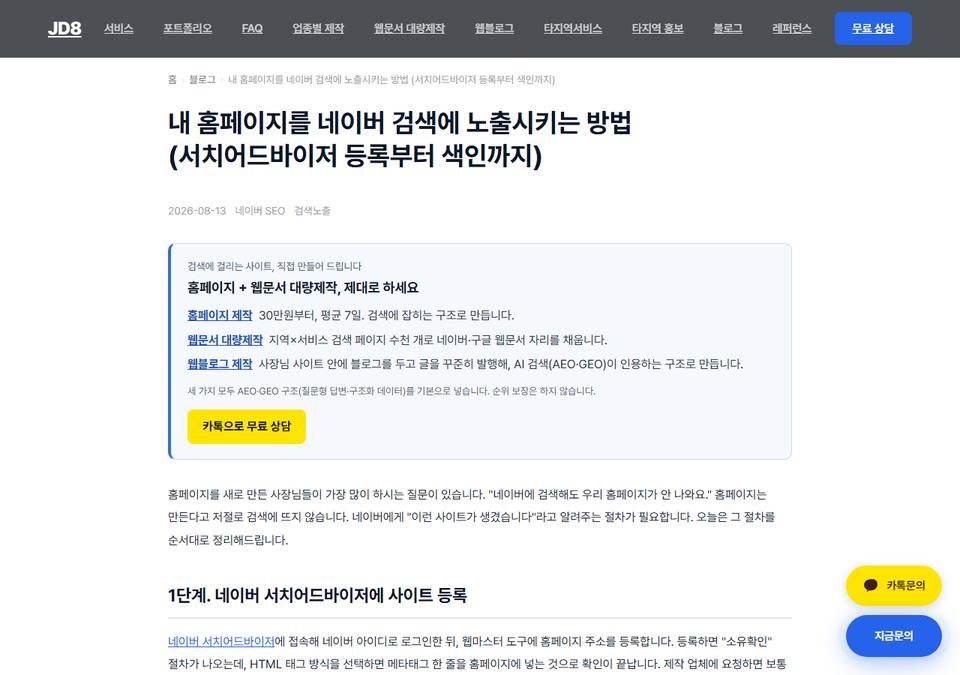 JD8 서비스 포트폴리오 FAQ 업종별 제작 웹문서 대량제작 웹블로그 타지역서비스 타지역 홍보 블로그 레퍼런스 무료 상담
홈 › 블로그 › 내 홈페이지를 네이버 검색에 노출시키는 방법 (서치어드바이저 등록부터 색인까지)
내 홈페이지를 네이버 검색에 노출시키는 방법
(서치어드바이저 등록부터 색인까지)
2026-08-13 네이버 SEO 검색노출
검색에 걸리는 사이트, 직접 만들어 드립니다
홈페이지 + 웹문서 대량제작, 제대로 하세요
홈페이지 제작 30만원부터, 평균 7일. 검색에 잡히는 구조로 만듭니다.
웹문서 대량제작 지역×서비스 검색 페이지 수천 개로 네이버·구글 웹문서 자리를 채웁니다.
웹블로그 제작 사장님 사이트 안에 블로그를 두고 글을 꾸준히 발행해, AI 검색(AEO·GEO)이 인용하는 구조로 만듭니다.
세 가지 모두 AEO·GEO 구조(질문형 답변·구조화 데이터)를 기본으로 넣습니다. 순위 보장은 하지 않습니다.
카톡으로 무료 상담
홈페이지를 새로 만든 사장님들이 가장 많이 하시는 질문이 있습니다. "네이버에 검색해도 우리 홈페이지가 안 나와요." 홈페이지는
만든다고 저절로 검색에 뜨지 않습니다. 네이버에게 "이런 사이트가 생겼습니다"라고 알려주는 절차가 필요합니다. 오늘은 그 절차를
순서대로 정리해드립니다.
카톡문의
1단계. 네이버 서치어드바이저에 사이트 등록
지금문의
네이버 서치어드바이저에 접속해 네이버 아이디로 로그인한 뒤, 웹마스터 도구에 홈페이지 주소를 등록합니다. 등록하면 "소유확인"
절차가 나오는데, HTML 태그 방식을 선택하면 메타태그 한 줄을 홈페이지에 넣는 것으로 확인이 끝납니다. 제작 업체에 요청하면 보통